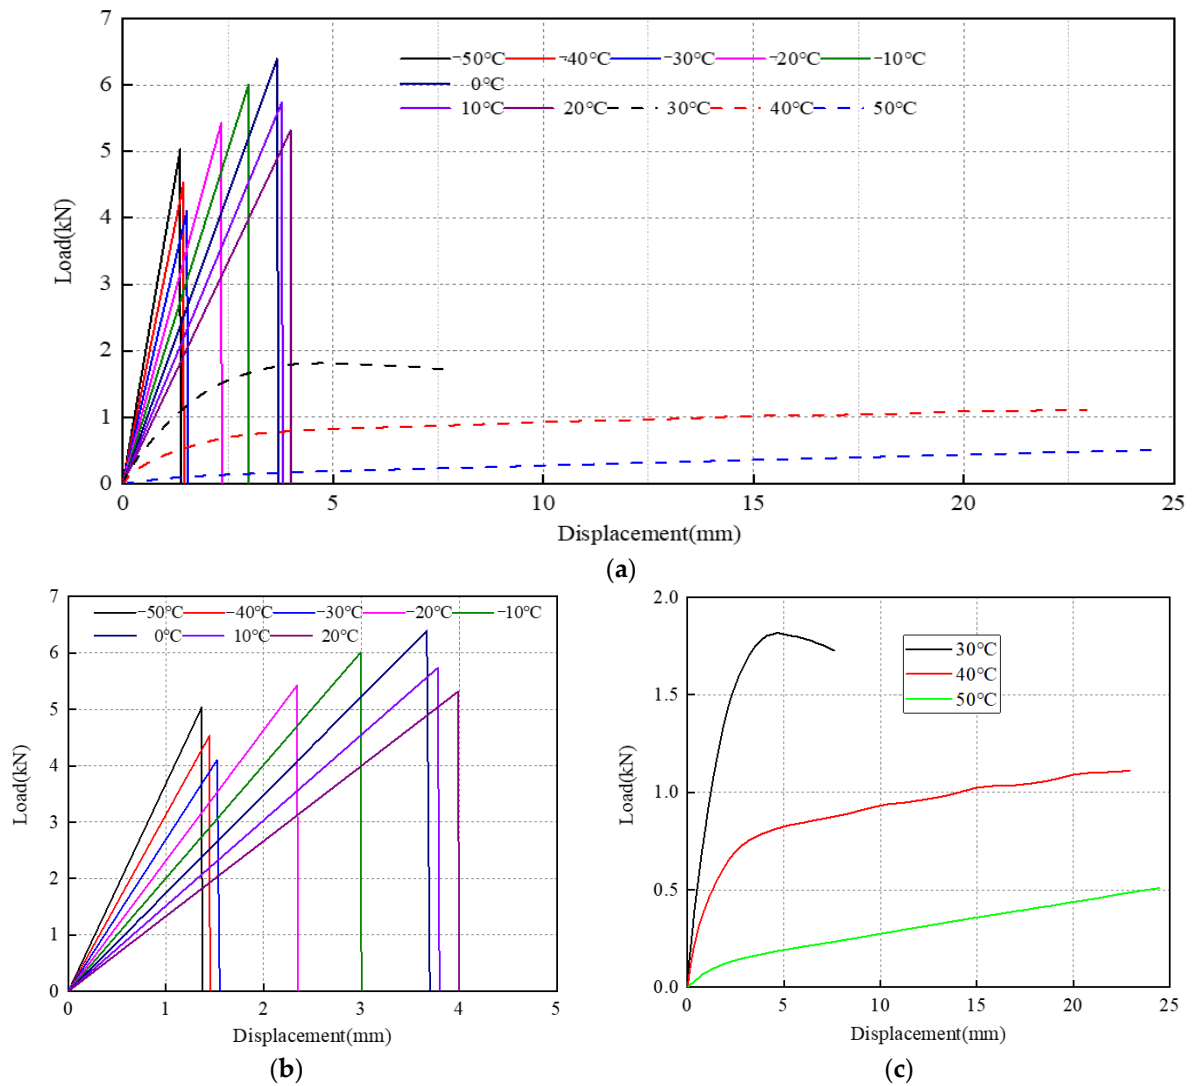 7
6
5
4
3
2
1
0
Load(kN)
−50℃ −40℃ −30℃ −20℃ −10℃
0℃
10℃ 20℃ 30℃ 40℃ 50℃
0 5 10 15 20 25
Displacement(mm)
(a)
7
6
5
4
3
2
1
0
Load(kN)
−50℃ −40℃ −30℃ −20℃ −10℃
0℃ 10℃ 20℃
0 1 2 3 4 5
Displacement(mm)
(b)
2.0
1.5
1.0
0.5
0.0
Load(kN)
30℃
40℃
50℃
0 5 10 15 20 25
Displacement(mm)
(c)